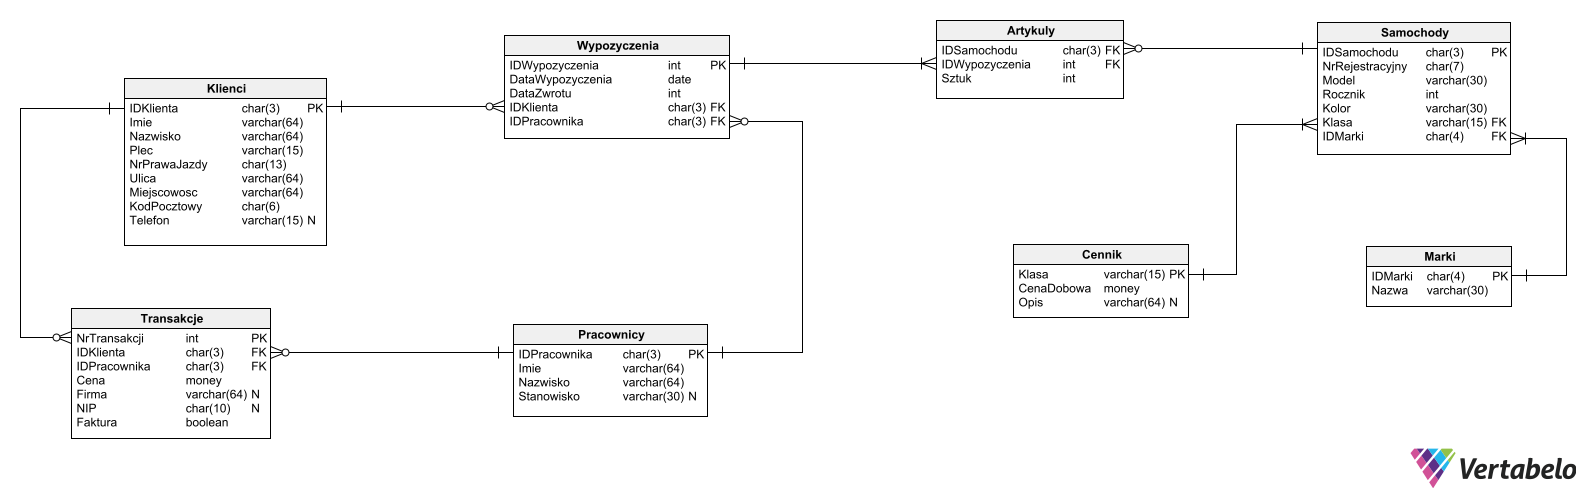 Klienci
IDKlienta char(3) PK
Imie varchar(64)
Nazwisko varchar(64)
Plec varchar(15)
NrPrawaJazdy char(13)
Ulica varchar(64)
Miejscowosc varchar(64)
KodPocztowy char(6)
Telefon varchar(15) N
Wypozyczenia
IDWypozyczenia int PK
DataWypozyczenia date
DataZwrotu int
IDKlienta char(3) FK
IDPracownika char(3) FK
Artykuly
IDSamochodu char(3) FK
IDWypozyczenia int FK
Sztuk int
Samochody
IDSamochodu char(3) PK
NrRejestracyjny char(7)
Model varchar(30)
Rocznik int
Kolor varchar(30)
Klasa varchar(15) FK
IDMarki char(4) FK
Cennik
Klasa varchar(15) PK
CenaDobowa money
Opis varchar(64) N
Marki
IDMarki char(4) PK
Nazwa varchar(30)
Transakcje
NrTransakcji int PK
IDKlienta char(3) FK
IDPracownika char(3) FK
Cena money
Firma varchar(64) N
NIP char(10) N
Faktura boolean
Pracownicy
IDPracownika char(3) PK
Imie varchar(64)
Nazwisko varchar(64)
Stanowisko varchar(30) N
Vertabelo